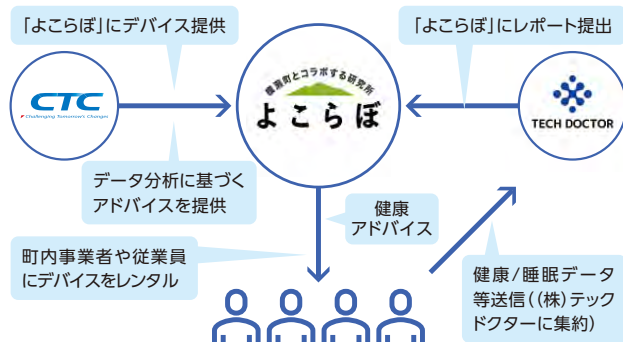 「よこらぼ」にデバイス提供
「よこらぼ」にレポート提出
CTC
Challenging Tomorrow's Changes
横瀬町とコラボする研究所
よこらぼ
TECH DOCTOR
データ分析に基づく
アドバイスを提供
健康
アドバイス
町内事業者や従業員
にデバイスをレンタル
健康/睡眠データ
等送信((株)テック
ドクターに集約)